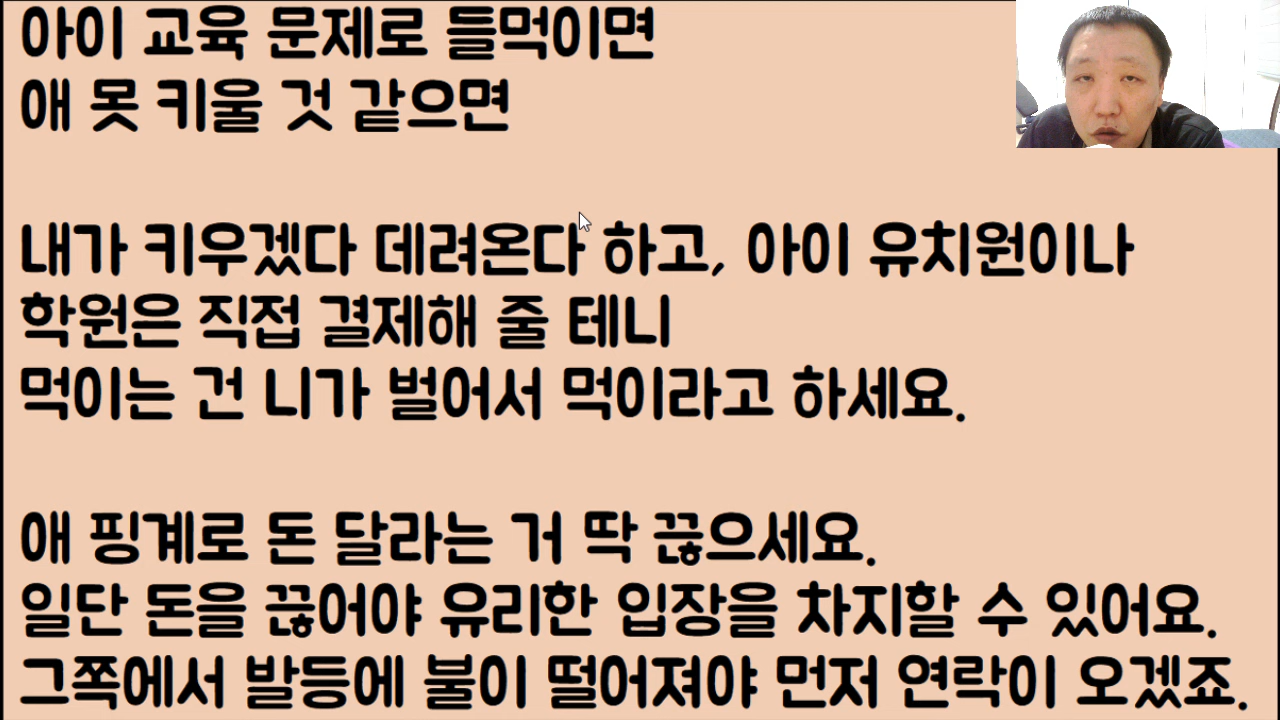 아이 교육 문제로 들먹이면
애 못 키울 것 같으면
내가 키우겠다 데려온다 하고, 아이 유치원이나
학원은 직접 결제해 줄 테니
먹이는 건 니가 벌어서 먹이라고 하세요.
애 핑계로 돈 달라는 거 딱 끊으세요.
일단 돈을 끊어야 유리한 입장을 차지할 수 있어요.
그쪽에서 발등에 불이 떨어져야 먼저 연락이 오겠죠.